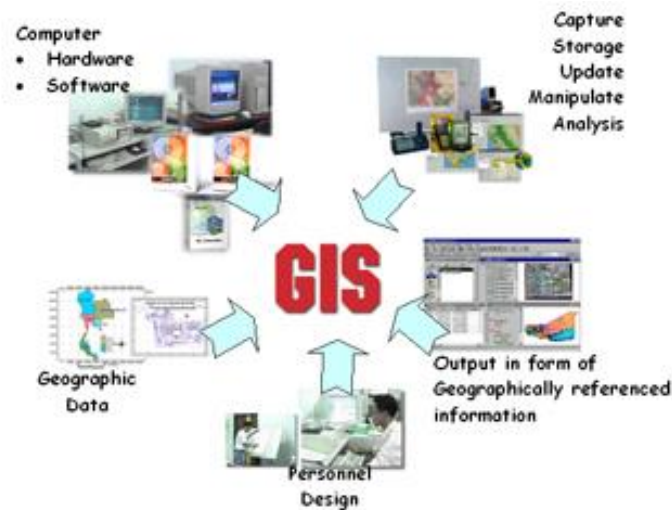 Computer
• Hardware
• Software
Capture
Storage
Update
Manipulate
Analysis
GIS
Geographic
Data
Output in form of
Geographically referenced
information
Personnel
Design